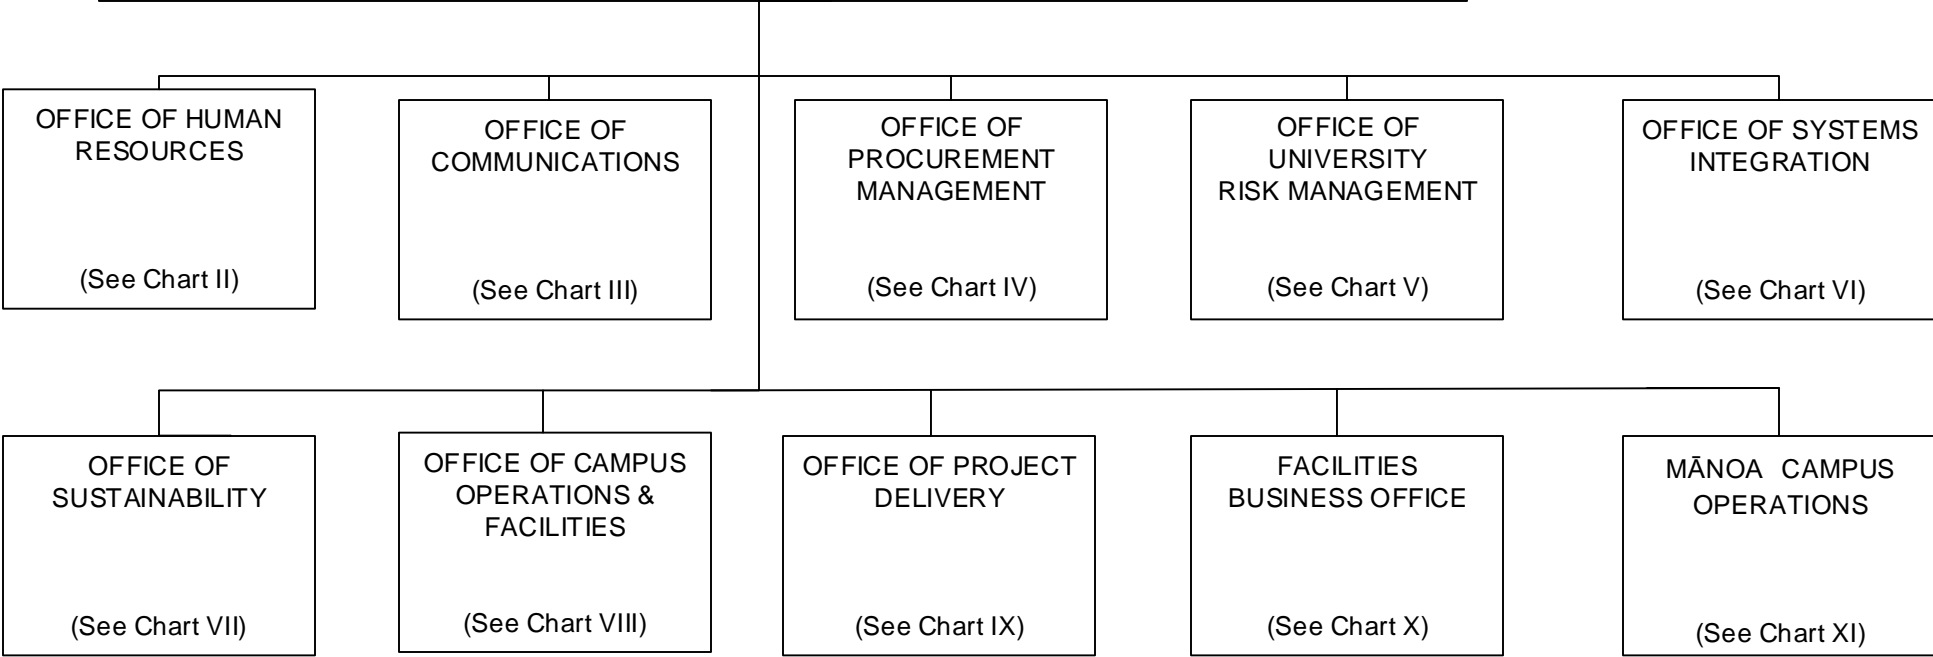 OFFICE OF HUMAN
RESOURCES
(See Chart II)
OFFICE OF
COMMUNICATIONS
(See Chart III)
OFFICE OF
PROCUREMENT
MANAGEMENT
(See Chart IV)
OFFICE OF
UNIVERSITY
RISK MANAGEMENT
(See Chart V)
OFFICE OF SYSTEMS
INTEGRATION
(See Chart VI)
OFFICE OF
SUSTAINABILITY
(See Chart VII)
OFFICE OF CAMPUS
OPERATIONS &
FACILITIES
(See Chart VIII)
OFFICE OF PROJECT
DELIVERY
(See Chart IX)
FACILITIES
BUSINESS OFFICE
(See Chart X)
MĀNOA CAMPUS
OPERATIONS
(See Chart XI)